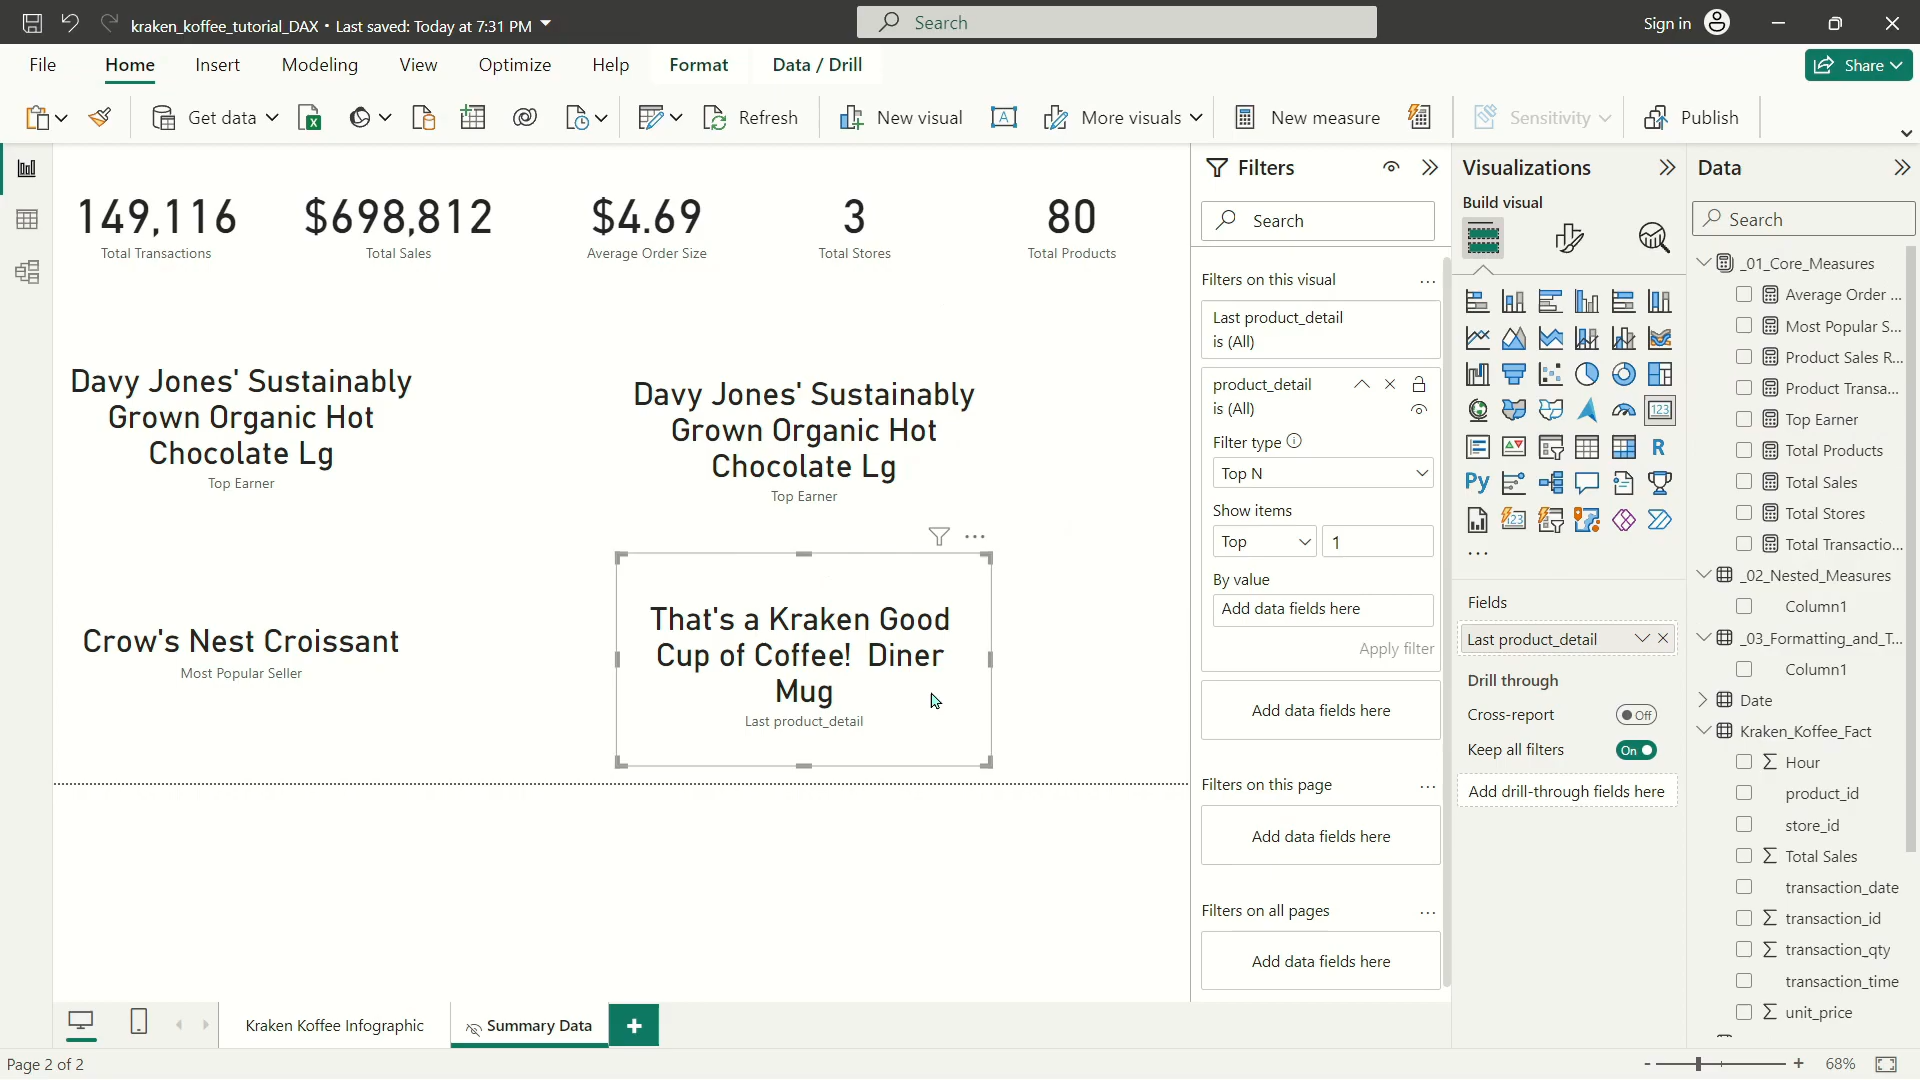 kraken_koffee_tutorial_DAX • Last saved: Today at 7:31 PM
Search
Sign in
File
Home
Insert
Modeling
View
Optimize
Help
Format
Data / Drill
Share
Get data
Refresh
New visual
More visuals
New measure
Sensitivity
Publish
149,116
Total Transactions
$698,812
Total Sales
$4.69
Average Order Size
3
Total Stores
80
Total Products
Davy Jones' Sustainably
Grown Organic Hot
Chocolate Lg
Top Earner
Davy Jones' Sustainably
Grown Organic Hot
Chocolate Lg
Top Earner
Crow's Nest Croissant
Most Popular Seller
That's a Kraken Good
Cup of Coffee! Diner
Mug
Last product_detail
Filters
Search
Filters on this visual
Last product_detail
is (All)
product_detail
is (All)
Filter type
Top N
Show items
Top
1
By value
Add data fields here
Apply filter
Add data fields here
Filters on this page
Add data fields here
Filters on all pages
Add data fields here
Visualizations
Build visual
123
R
Py
123
Fields
Last product_detail
Drill through
Cross-report
Off
Keep all filters
On
Add drill-through fields here
Data
Search
_01_Core_Measures
Average Order ...
Most Popular S...
Product Sales R...
Product Transa...
Top Earner
Total Products
Total Sales
Total Stores
Total Transactio...
_02_Nested_Measures
Column1
_03_Formatting_and_T...
Column1
Date
Kraken_Koffee_Fact
Hour
product_id
store_id
Total Sales
transaction_date
transaction_id
transaction_qty
transaction_time
unit_price
Kraken Koffee Infographic
Summary Data
Page 2 of 2
68%